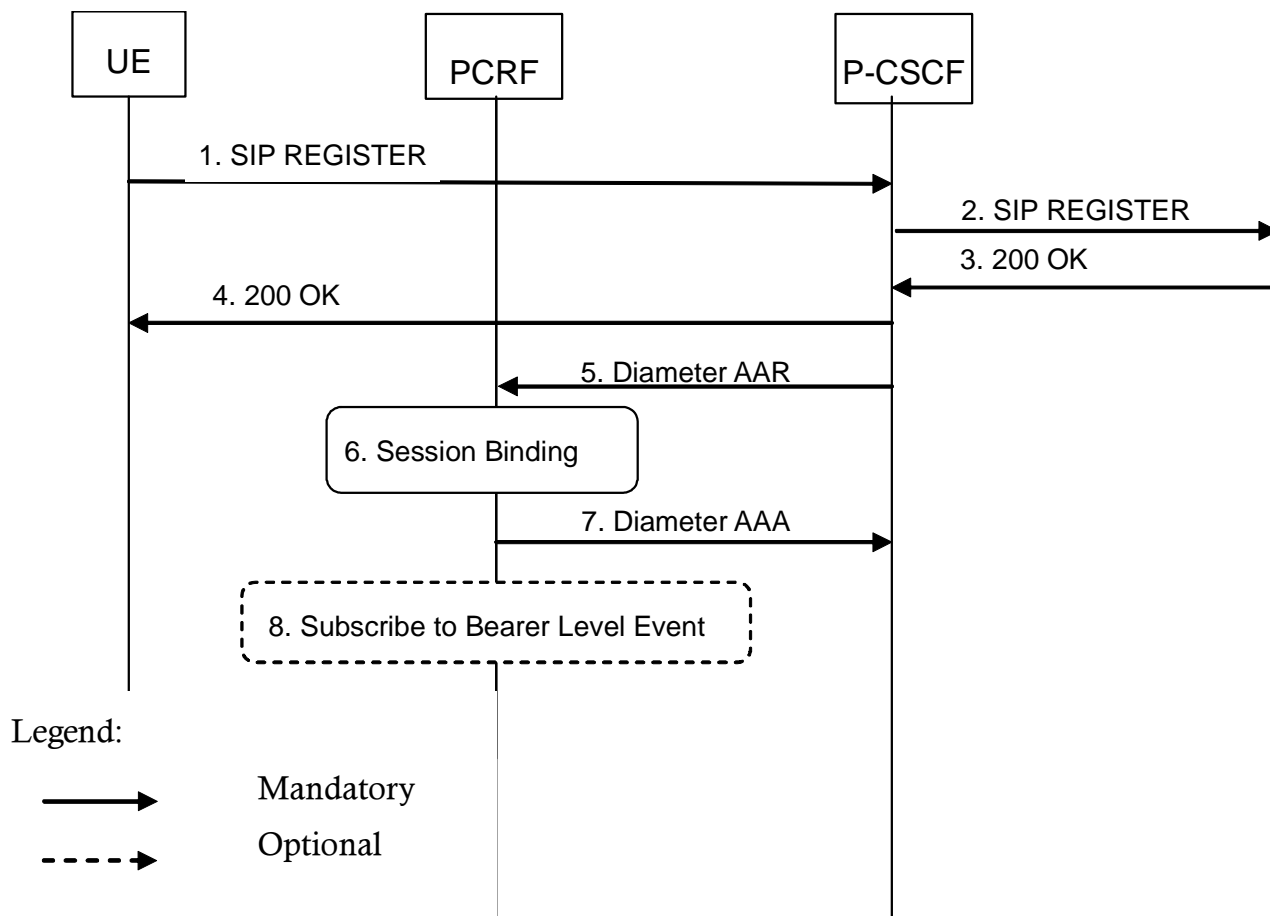 UE
PCRF
P-CSCF
1. SIP REGISTER
2. SIP REGISTER
3. 200 OK
4. 200 OK
5. Diameter AAR
6. Session Binding
7. Diameter AAA
8. Subscribe to Bearer Level Event
Legend:
Mandatory
Optional